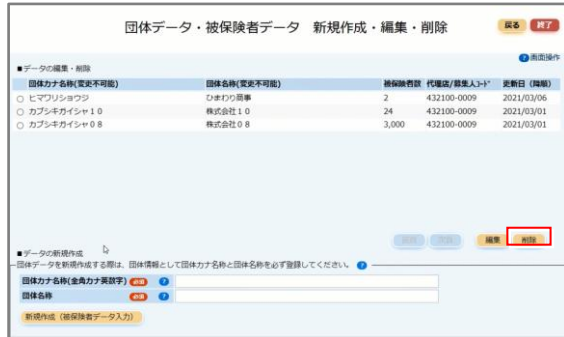 団体データ・被保険者データ 新規作成・編集・削除
戻る 終了
? 画面操作
■データの編集・削除
団体カナ名称(変更不可能) 団体名称(変更不可能) 被保険者数 代理店/募集人コード 更新日（降順）
ヒマワリショウジ ひまわり商事 2 432100-0009 2021/03/06
カブシキガイシャ１０ 株式会社１０ 24 432100-0009 2021/03/01
カブシキガイシャ０８ 株式会社０８ 3,000 432100-0009 2021/03/01
編集 削除
■データの新規作成
団体データを新規作成する際は、団体情報として団体カナ名称と団体名称を必ず登録してください。 ?
団体カナ名称(全角カナ英数字) 必須 ?
団体名称 必須 ?
新規作成（被保険者データ入力）